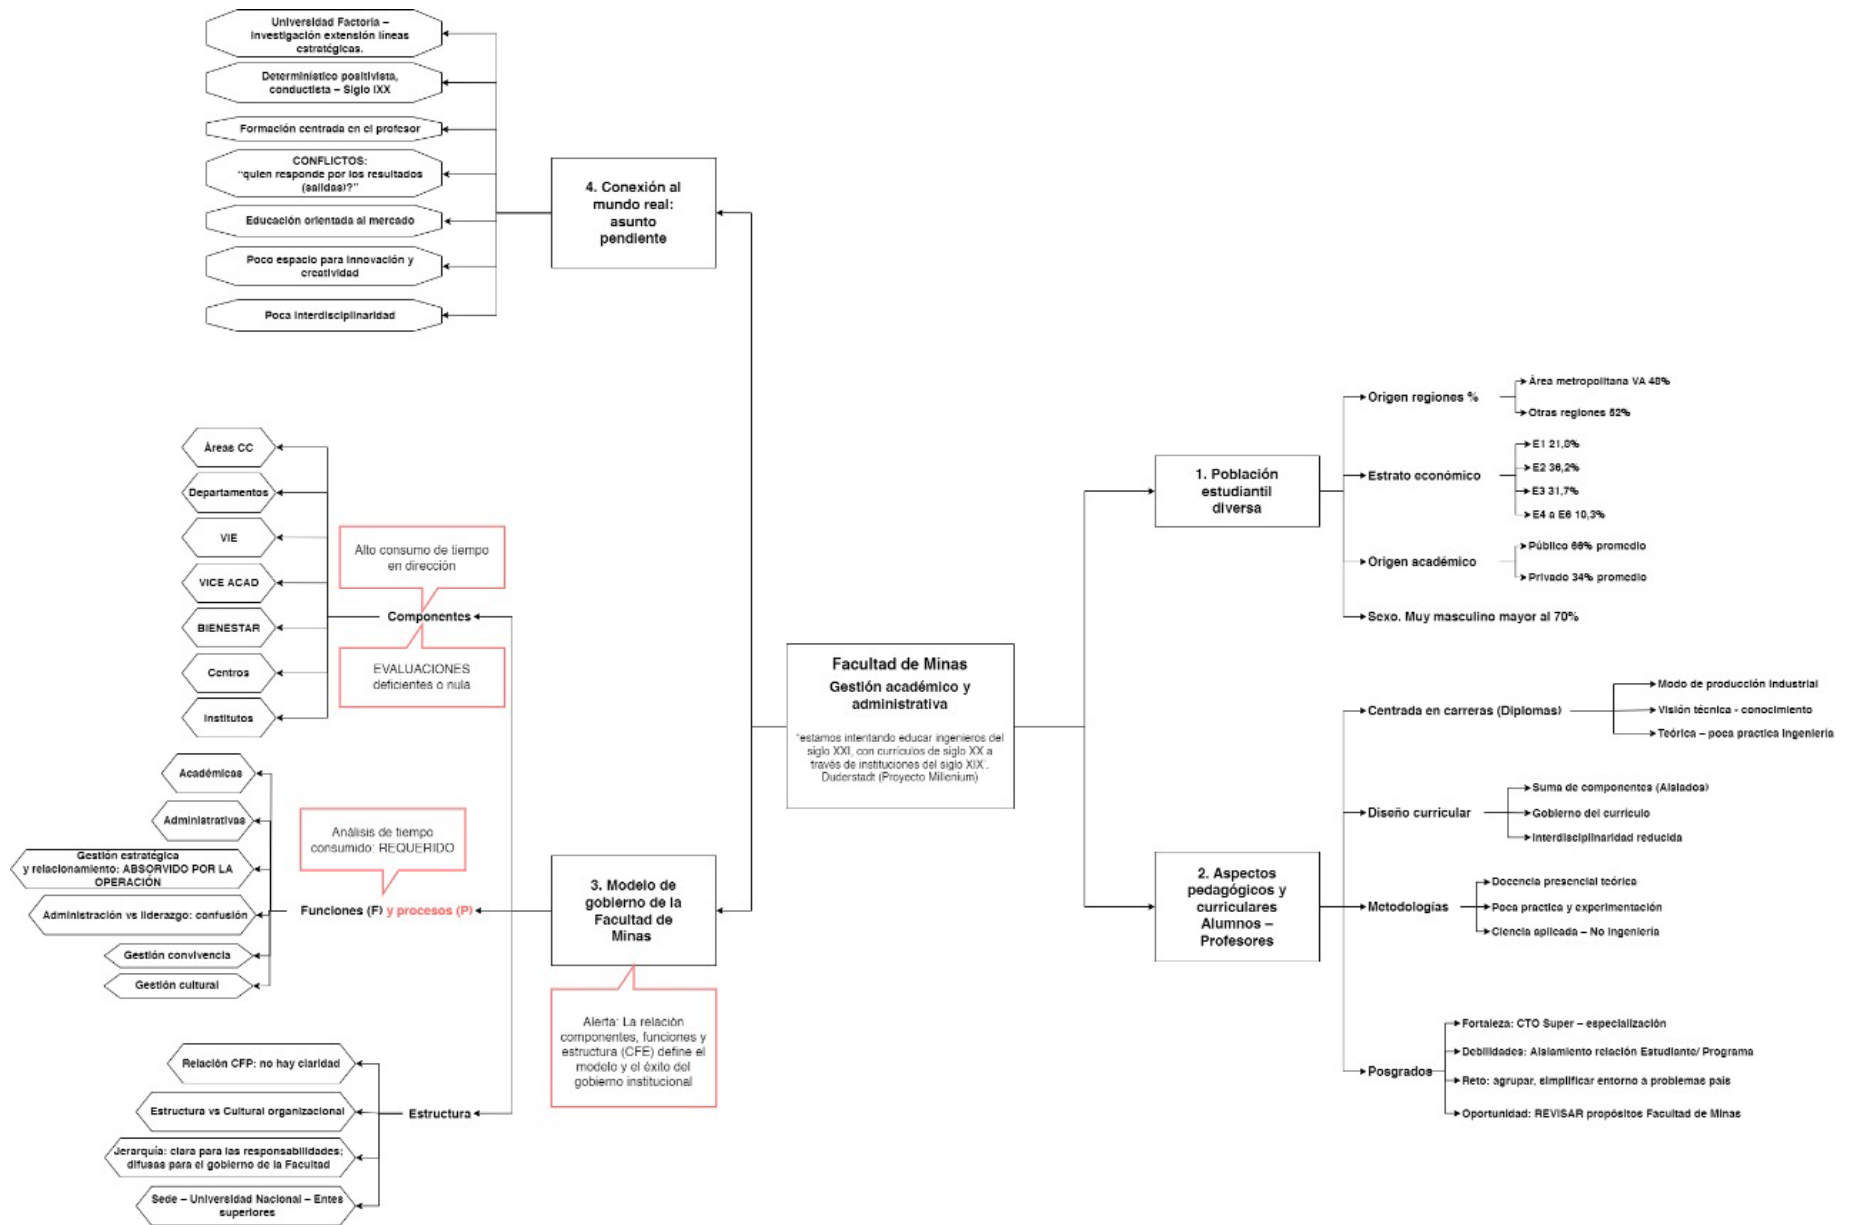 Universidad Factoría –
Investigación extensión líneas
estratégicas.
Determinístico positivista,
conductista – Siglo IXX
Formación centrada en el profesor
CONFLICTOS:
"quien responde por los resultados
(salidas)?"
Educación orientada al mercado
Poco espacio para innovación y
creatividad
Poca interdisciplinaridad
4. Conexión al
mundo real:
asunto
pendiente
Áreas CC
Departamentos
VIE
VICE ACAD
BIENESTAR
Centros
Institutos
Alto consumo de tiempo
en dirección
Componentes
EVALUACIONES
deficientes o nula
Académicas
Administrativas
Gestión estratégica
y relacionamiento: ABSORVIDO POR LA
OPERACIÓN
Administración vs liderazgo: confusión
Gestión convivencia
Gestión cultural
Análisis de tiempo
consumido: REQUERIDO
Funciones (F) y procesos (P)
3. Modelo de
gobierno de la
Facultad de
Minas
Alerta: La relación
componentes, funciones y
estructura (CFE) define el
modelo y el éxito del
gobierno institucional
Relación CFP: no hay claridad
Estructura vs Cultural organizacional
Jerarquía: clara para las responsabilidades;
difusas para el gobierno de la Facultad
Sede – Universidad Nacional – Entes
superiores
Estructura
Facultad de Minas
Gestión académico y
administrativa
"estamos intentando educar ingenieros del
siglo XXI, con currículos de siglo XX a
través de instituciones del siglo XIX".
Duderstadt (Proyecto Millenium)
1. Población
estudiantil
diversa
Origen regiones %
Área metropolitana VA 48%
Otras regiones 52%
Estrato económico
E1 21,8%
E2 36,2%
E3 31,7%
E4 a E6 10,3%
Origen académico
Público 66% promedio
Privado 34% promedio
Sexo. Muy masculino mayor al 70%
2. Aspectos
pedagógicos y
curriculares
Alumnos –
Profesores
Centrada en carreras (Diplomas)
Modo de producción industrial
Visión técnica - conocimiento
Teórica – poca practica ingeniería
Diseño curricular
Suma de componentes (Aislados)
Gobierno del currículo
Interdisciplinaridad reducida
Metodologías
Docencia presencial teórica
Poca practica y experimentación
Ciencia aplicada – No ingeniería
Posgrados
Fortaleza: CTO Super – especialización
Debilidades: Aislamiento relación Estudiante/ Programa
Reto: agrupar, simplificar entorno a problemas país
Oportunidad: REVISAR propósitos Facultad de Minas